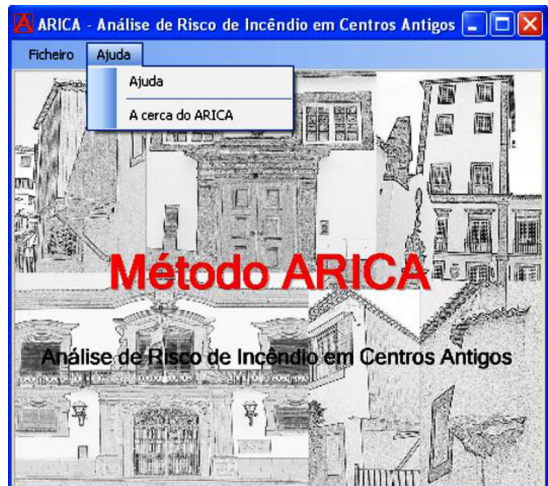 ARICA - Análise de Risco de Incêndio em Centros Antigos
Ficheiro Ajuda
Ajuda
A cerca do ARICA
Método ARICA
Análise de Risco de Incêndio em Centros Antigos